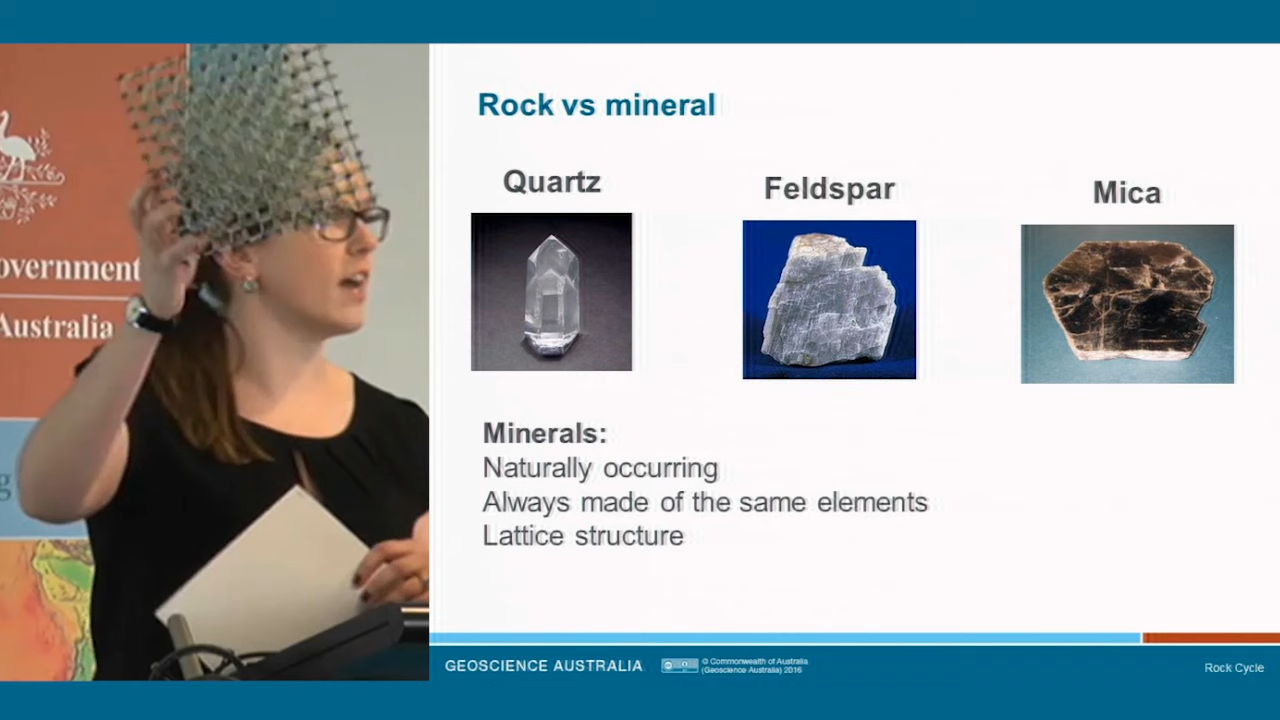 overnment
Australia
g
Rock vs mineral
Quartz
Feldspar
Mica
Minerals:
Naturally occurring
Always made of the same elements
Lattice structure
GEOSCIENCE AUSTRALIA
© Commonwealth of Australia
(Geoscience Australia) 2016
Rock Cycle